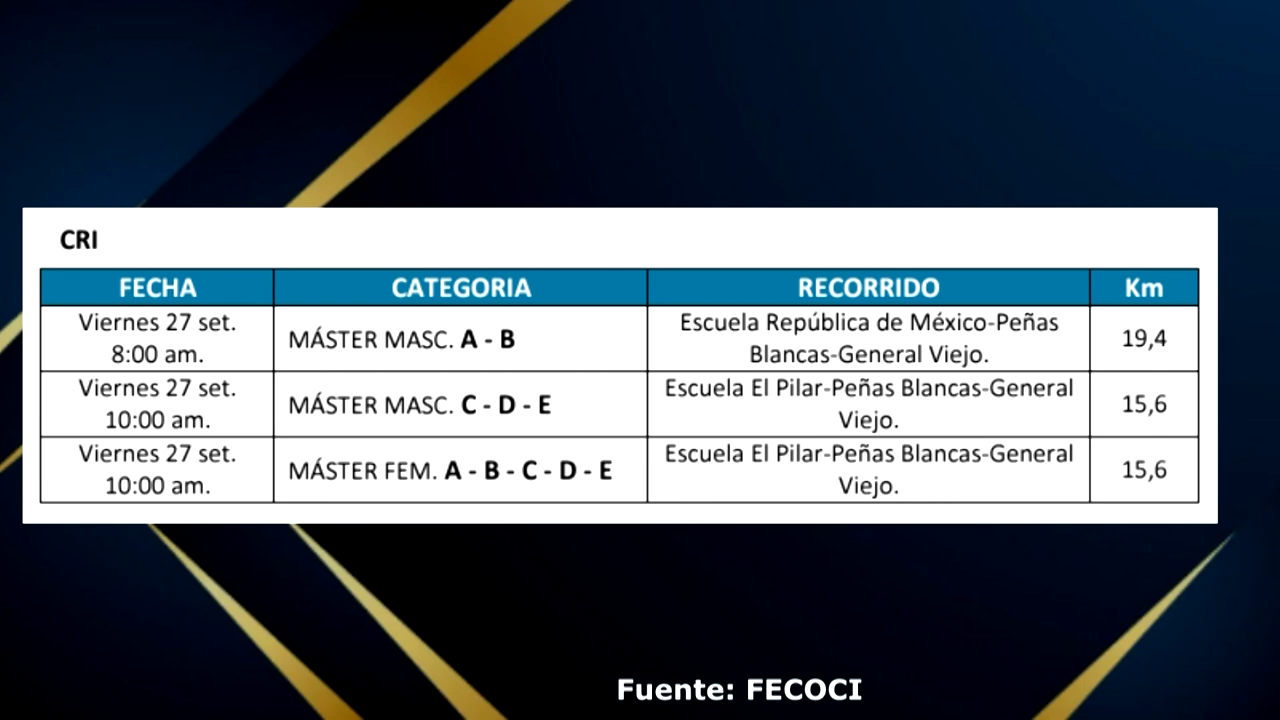 CRI
FECHA CATEGORIA RECORRIDO Km
Viernes 27 set.
8:00 am.
MÁSTER MASC. A - B
Escuela República de México-Peñas
Blancas-General Viejo.
19,4
Viernes 27 set.
10:00 am.
MÁSTER MASC. C - D - E
Escuela El Pilar-Peñas Blancas-General
Viejo.
15,6
Viernes 27 set.
10:00 am.
MÁSTER FEM. A - B - C - D - E
Escuela El Pilar-Peñas Blancas-General
Viejo.
15,6
Fuente: FECOCI